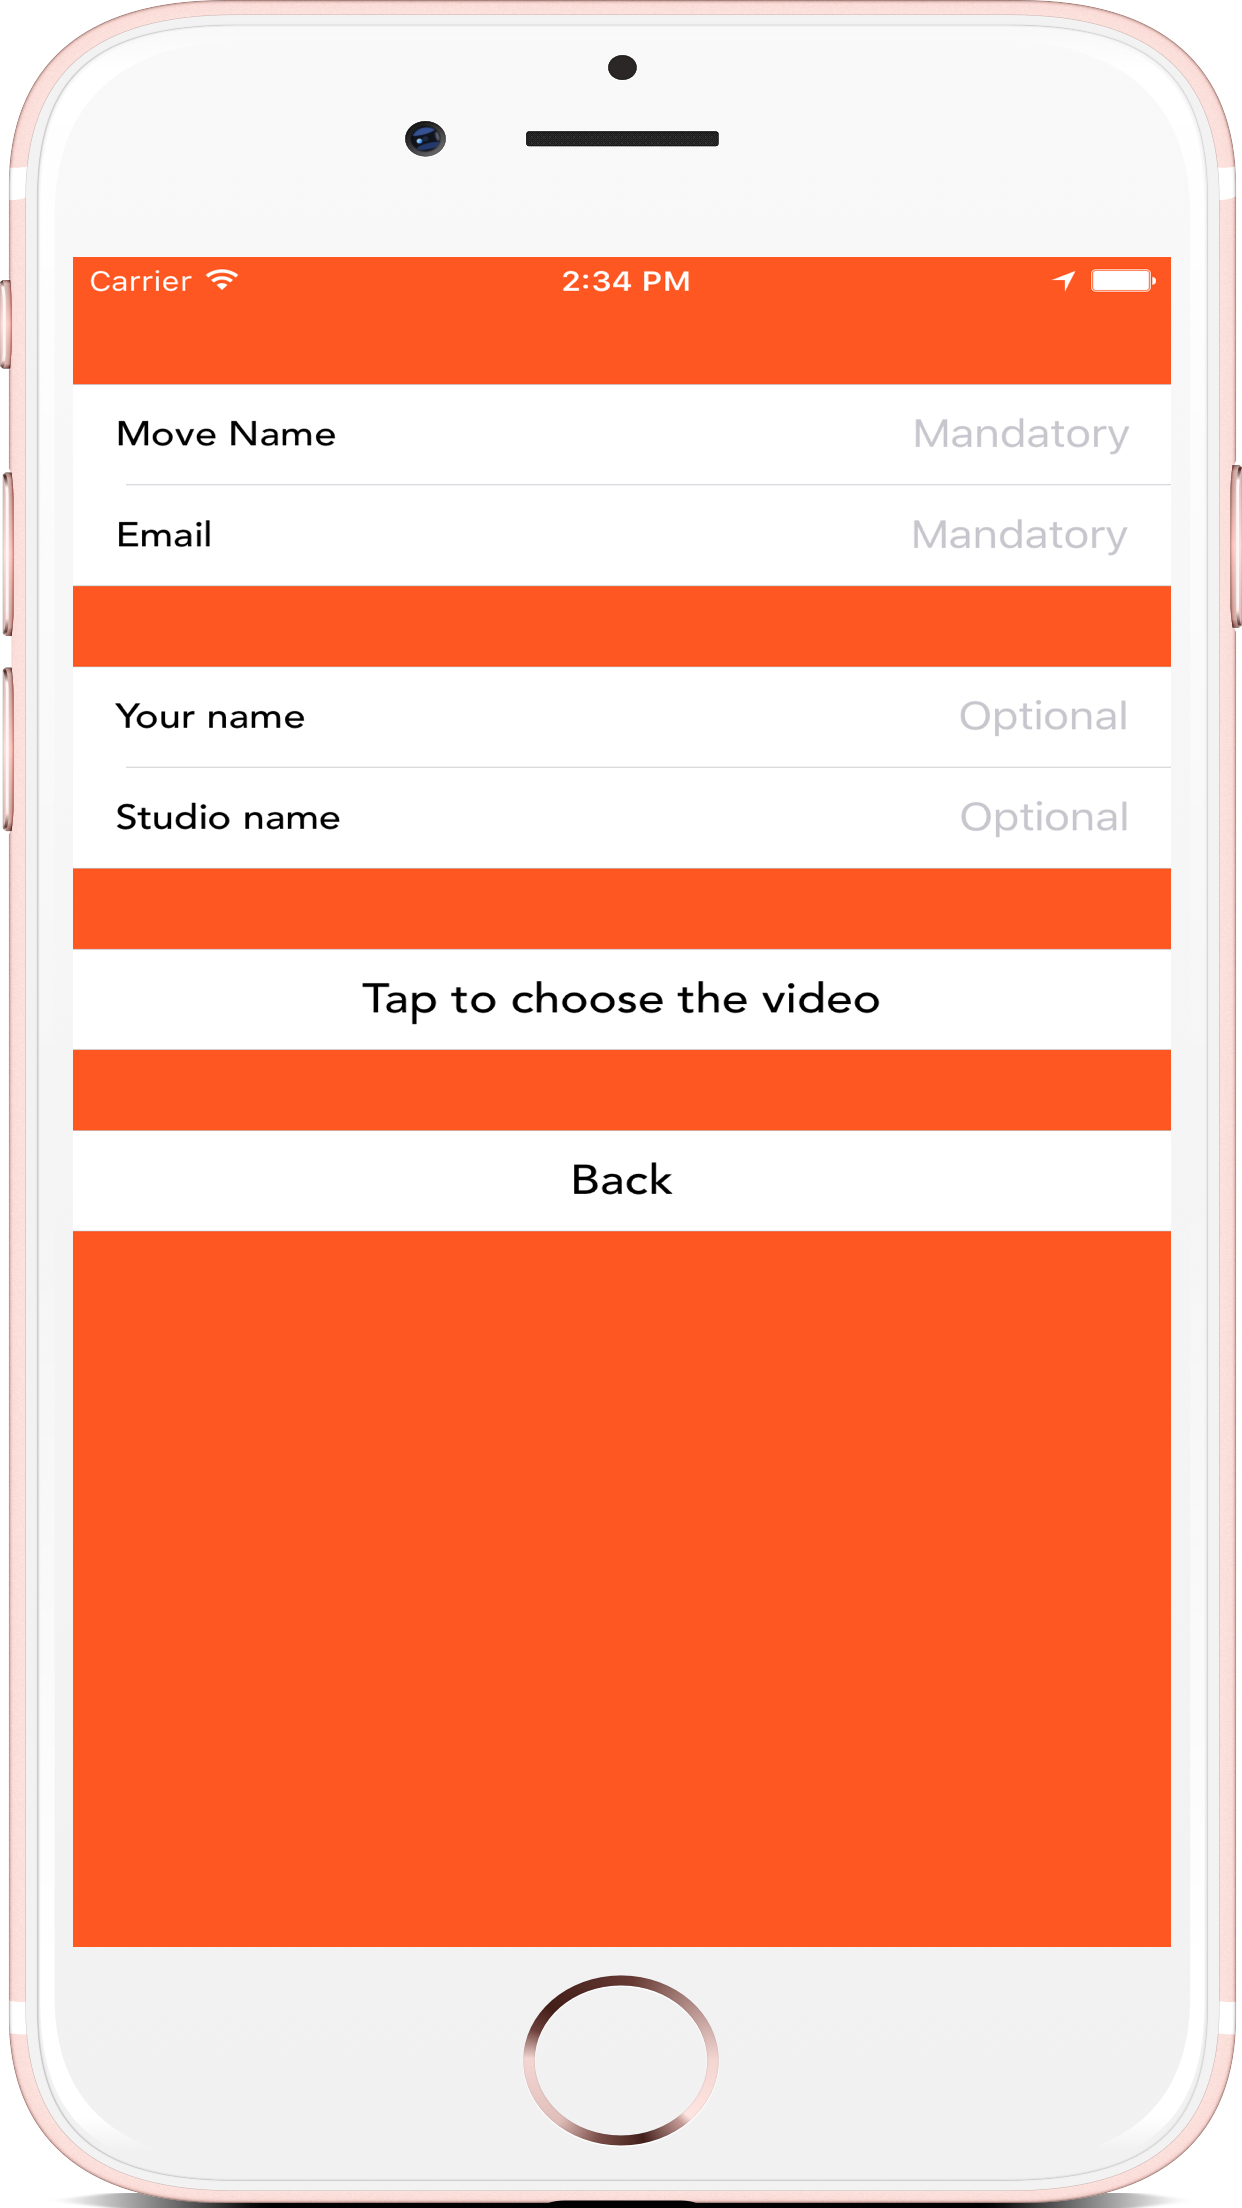 Carrier 2:34 PM
Move Name Mandatory
Email Mandatory
Your name Optional
Studio name Optional
Tap to choose the video
Back